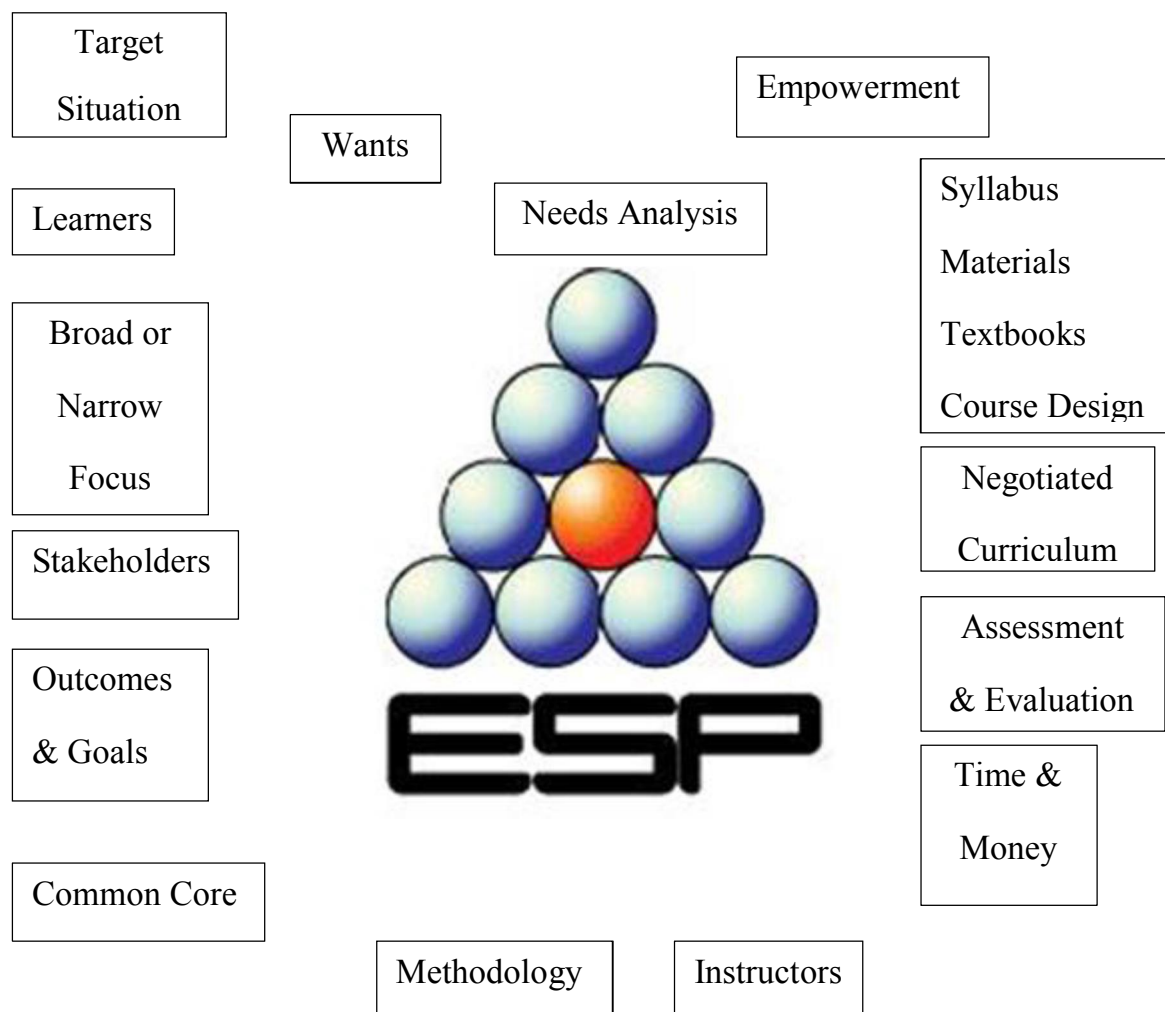 Target
Situation
Empowerment
Wants
Learners
Needs Analysis
Syllabus
Materials
Textbooks
Course Design
Broad or
Narrow
Focus
Negotiated
Curriculum
Stakeholders
Assessment
& Evaluation
Outcomes
& Goals
ESP
Time &
Money
Common Core
Methodology
Instructors